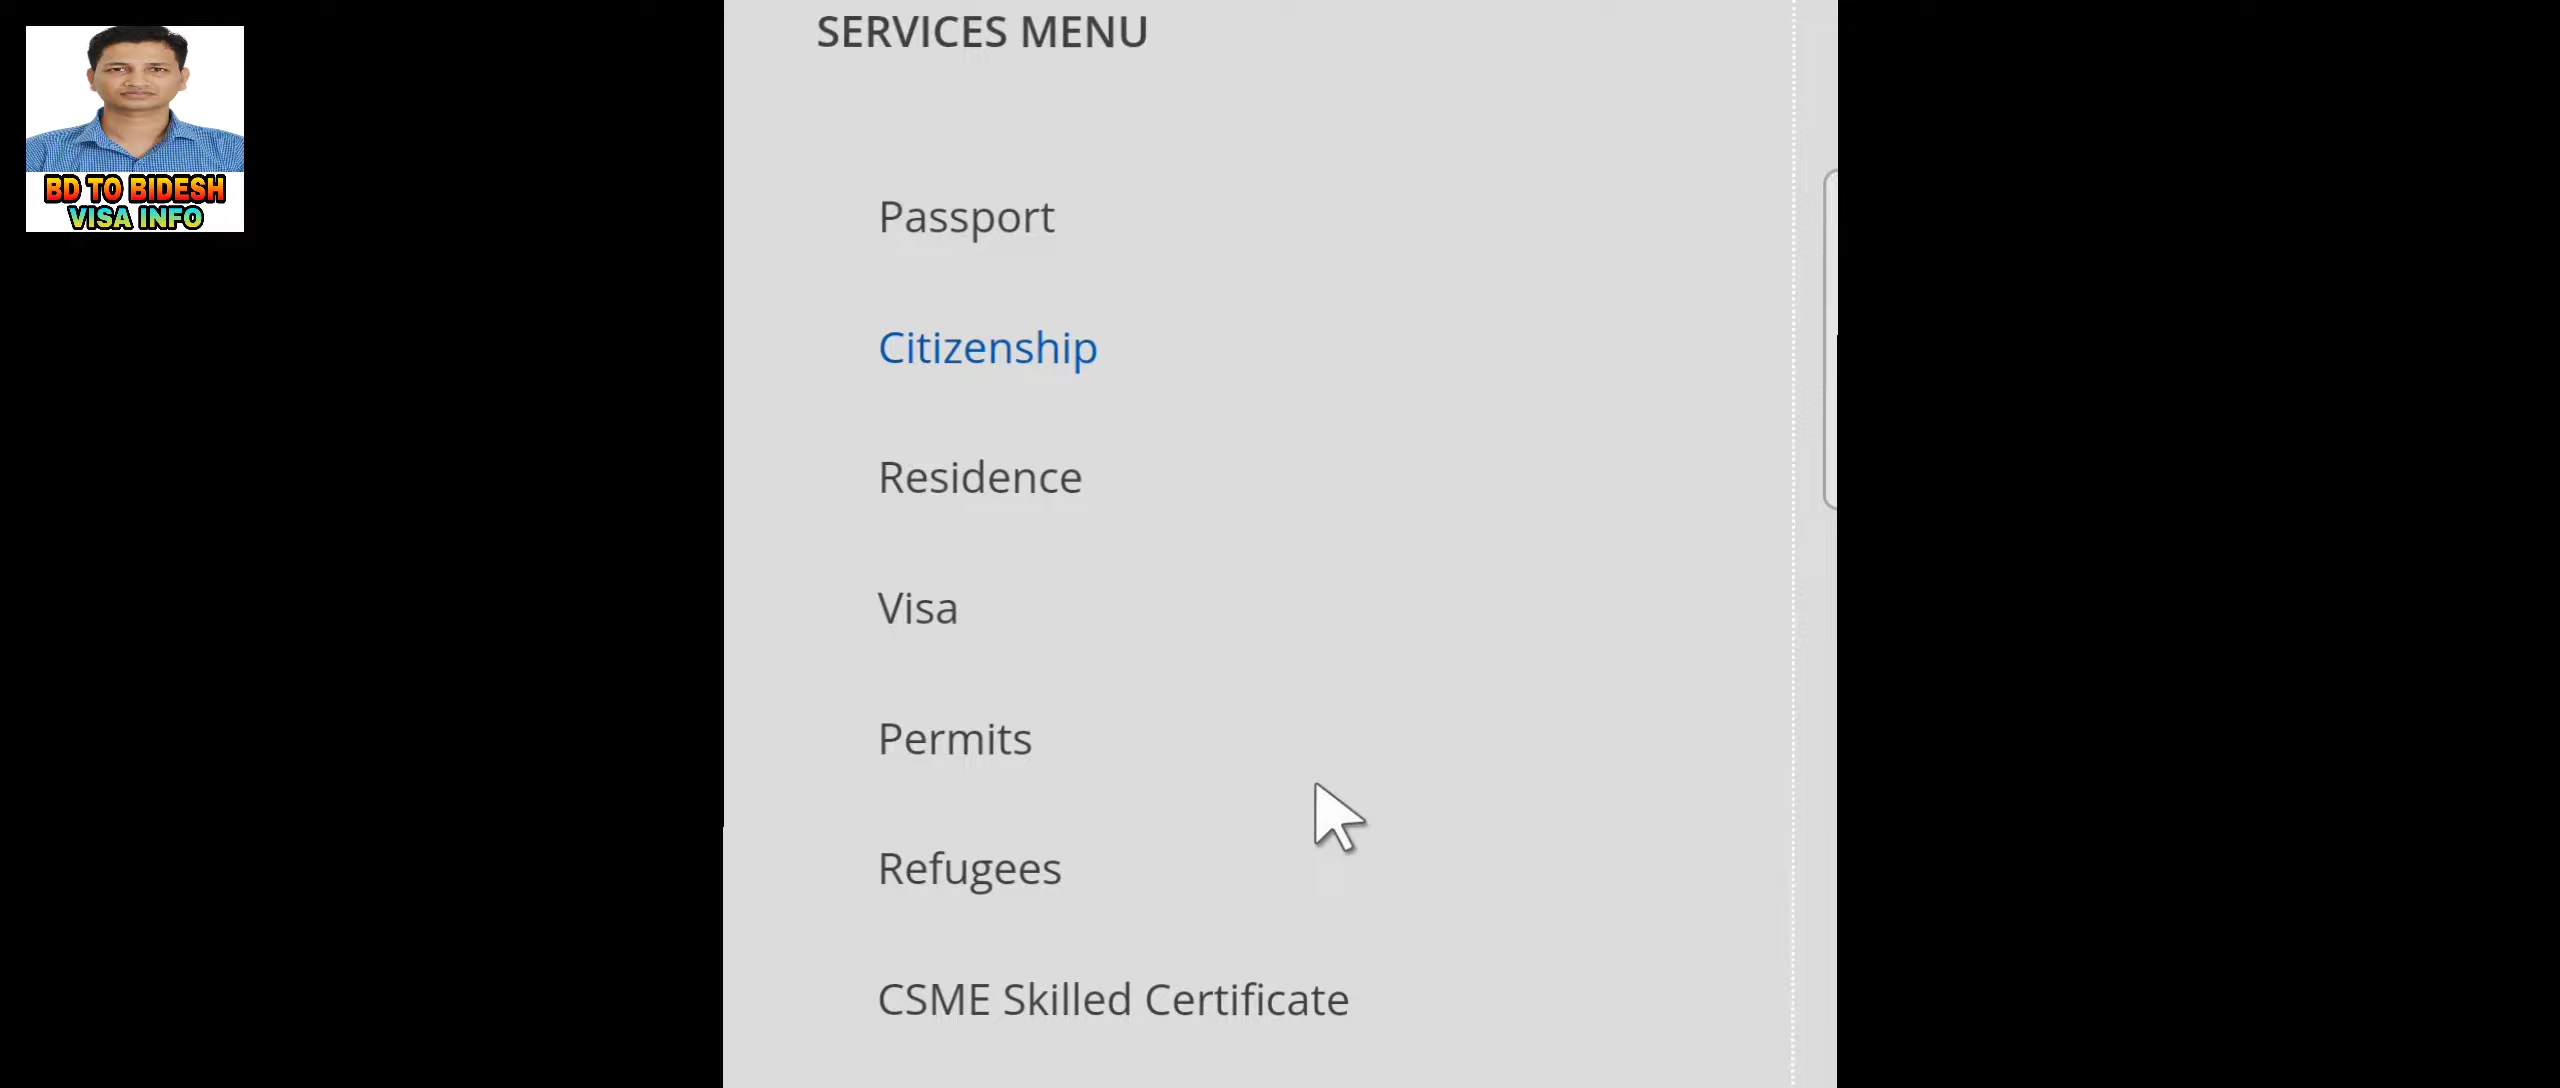 BD TO BIDESH
VISA INFO
SERVICES MENU
Passport
Citizenship
Residence
Visa
Permits
Refugees
CSME Skilled Certificate